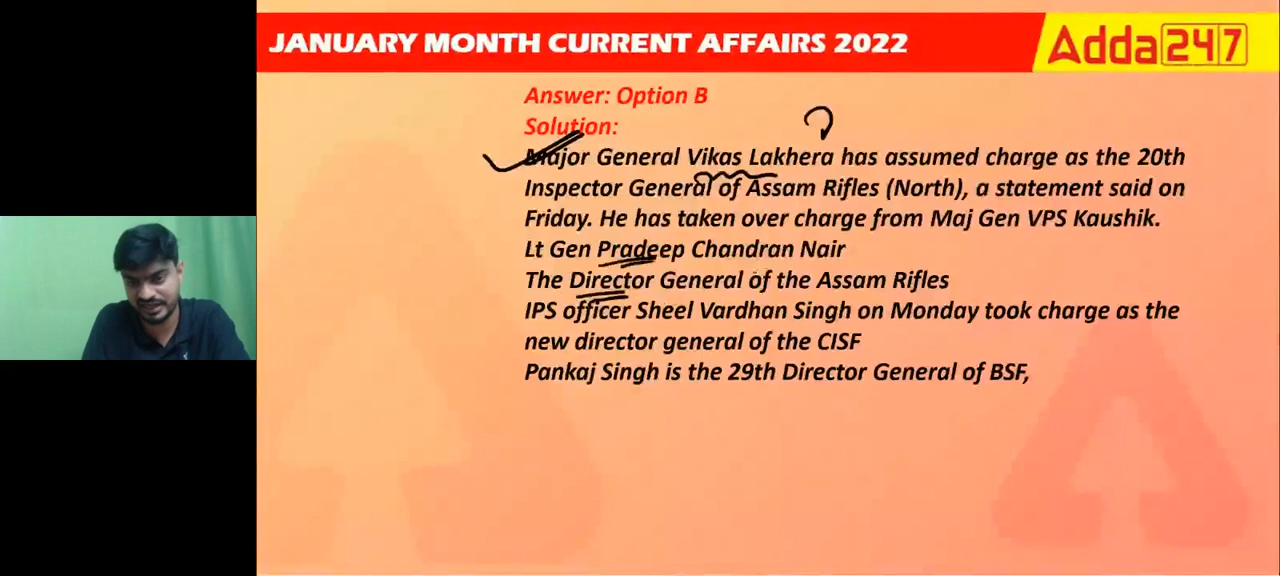 JANUARY MONTH CURRENT AFFAIRS 2022
Adda247
Answer: Option B
Solution:
Major General Vikas Lakhera has assumed charge as the 20th
Inspector General of Assam Rifles (North), a statement said on
Friday. He has taken over charge from Maj Gen VPS Kaushik.
Lt Gen Pradeep Chandran Nair
The Director General of the Assam Rifles
IPS officer Sheel Vardhan Singh on Monday took charge as the
new director general of the CISF
Pankaj Singh is the 29th Director General of BSF,